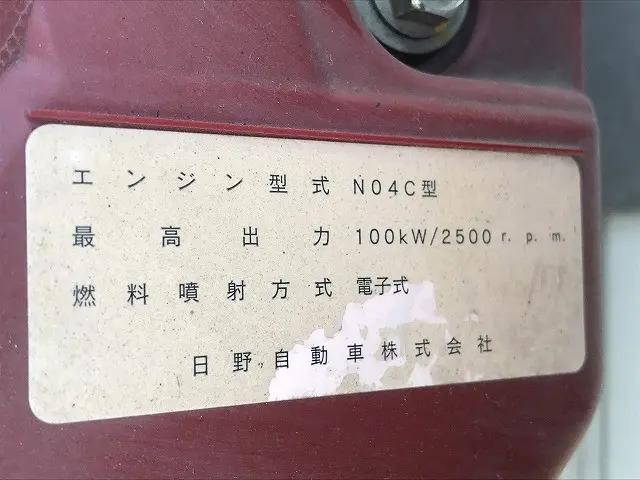 エンジン型式 NO4C型
最高出力 100kW/2500 r. p. m.
燃料噴射方式 電子式
日野自動車株式会社